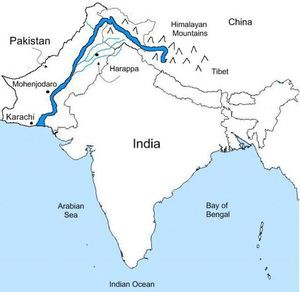 China
Himalayan
Mountains
Pakistan
Tibet
Harappa
Mohenjodaro
Karachi
India
Arabian
Sea
Bay of
Bengal
Indian Ocean